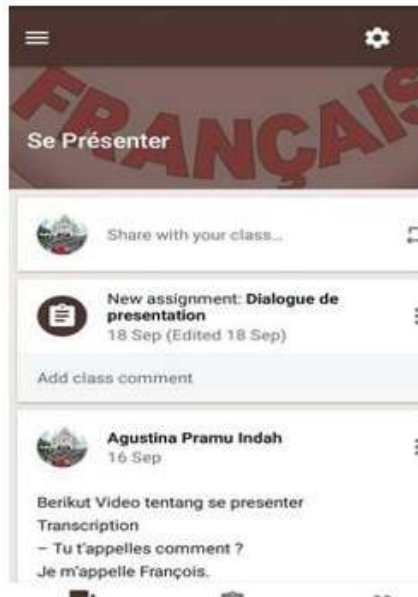 FRANÇAIS
Se Présenter
Share with your class...
New assignment: Dialogue de
presentation
18 Sep (Edited 18 Sep)
Add class comment
Agustina Pramu Indah
16 Sep
Berikut Video tentang se presenter
Transcription
– Tu t'appelles comment ?
Je m'appelle François.